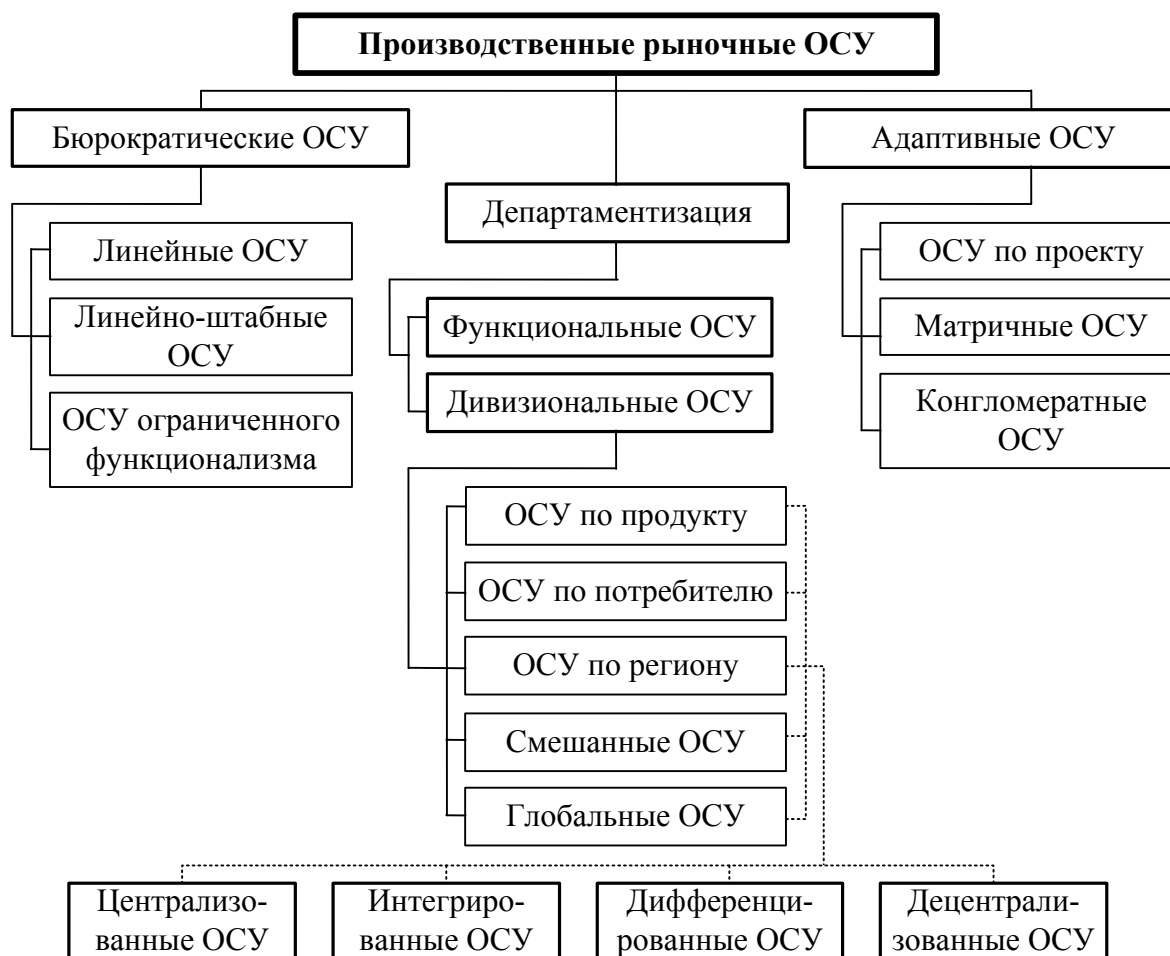 Производственные рыночные ОСУ
Бюрократические ОСУ
Адаптивные ОСУ
Департаментизация
Линейные ОСУ
Линейно-штабные
ОСУ
ОСУ ограниченного
функционализма
Функциональные ОСУ
Дивизиональные ОСУ
ОСУ по проекту
Матричные ОСУ
Конгломератные
ОСУ
ОСУ по продукту
ОСУ по потребителю
ОСУ по региону
Смешанные ОСУ
Глобальные ОСУ
Централизо-
ванные ОСУ
Интегриро-
ванные ОСУ
Дифференци-
рованные ОСУ
Децентрали-
зованные ОСУ